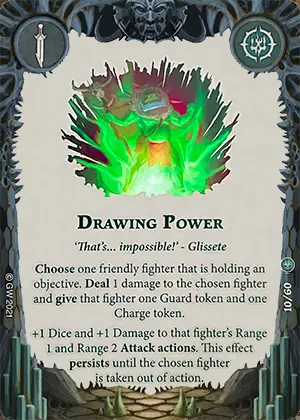 DRAWING POWER
'That's... impossible!' - Glissete
Choose one friendly fighter that is holding an
objective. Deal 1 damage to the chosen fighter
and give that fighter one Guard token and one
Charge token.
+1 Dice and +1 Damage to that fighter's Range
1 and Range 2 Attack actions. This effect
persists until the chosen fighter
is taken out of action.
© GW 2021
10/60